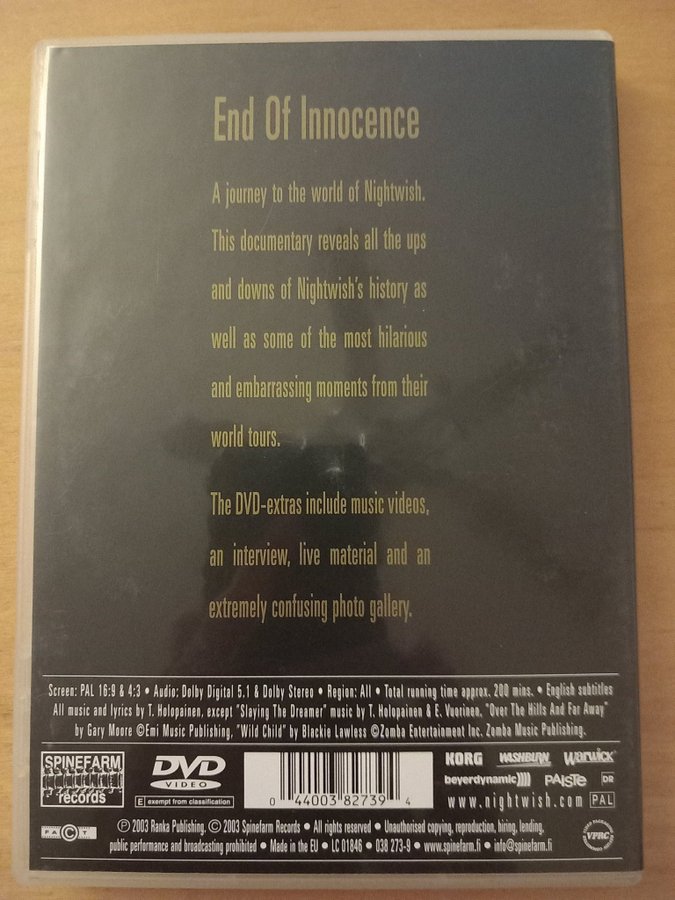 End Of Innocence
A journey to the world of Nightwish.
This documentary reveals all the ups
and downs of Nightwish's history as
well as some of the most hilarious
and embarrassing moments from their
world tours.
The DVD-extras include music videos,
an interview, live material and an
extremely confusing photo gallery.
Screen: PAL 16:9 & 4:3 • Audio: Dolby Digital 5.1 & Dolby Stereo • Region: All • Total running time approx. 200 mins. • English subtitles
All music and lyrics by T. Holopainen, except "Slaying The Dreamer" music by T. Holopainen & E. Vuorinen, "Over The Hills And Far Away"
by Gary Moore ©Emi Music Publishing, "Wild Child" by Blackie Lawless ©Zomba Entertainment Inc. Zomba Music Publishing.
SPINEFARM
records
DVD
VIDEO
E exempt from classification
0 44003 82739 4
KORG WASHBURN Warwick
beyerdynamic)))) PAiSTe DR
www.nightwish.com PAL
℗ 2003 Ranka Publishing. © 2003 Spinefarm Records • All rights reserved • Unauthorised copying, reproduction, hiring, lending,
public performance and broadcasting prohibited • Made in the EU • LC 01846 • 038 273-9 • www.spinefarm.fi • info@spinefarm.fi
VPRC